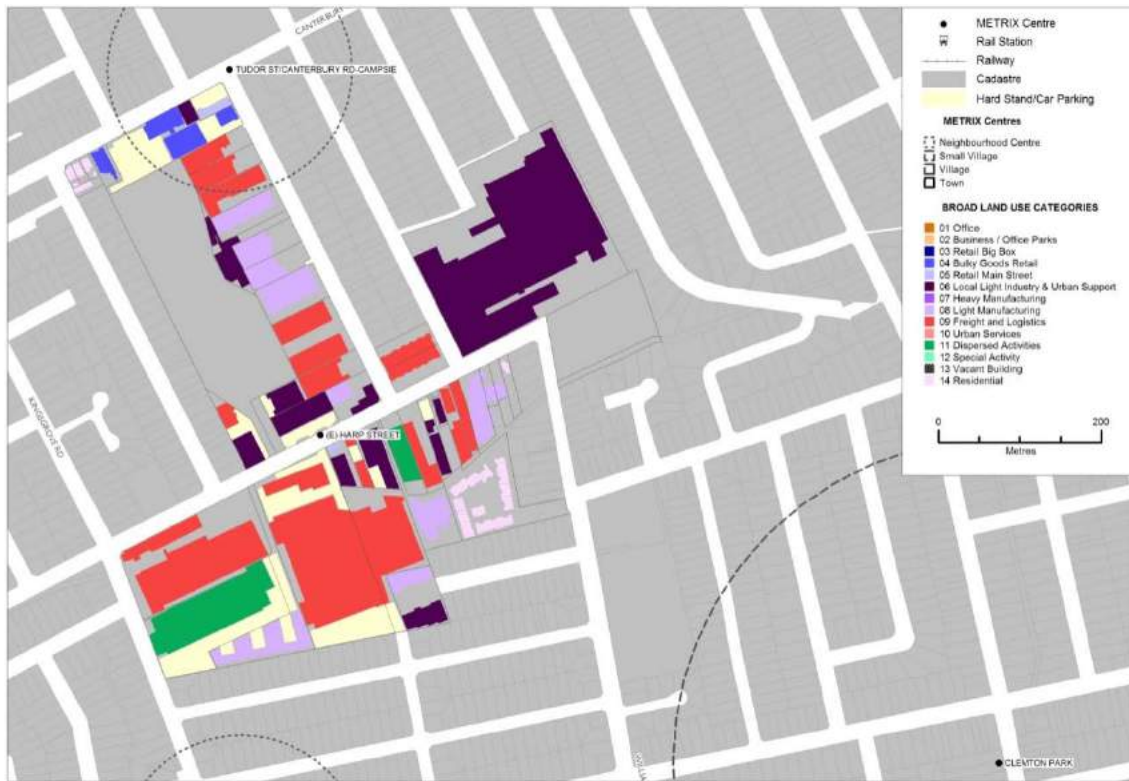 CANTERBURY
TUDOR ST/CANTERBURY RD-CAMPSIE
KINGSGROVE RD
(E) HARP STREET
WILLIA
CLEMTON PARK
METRIX Centre
Rail Station
Railway
Cadastre
Hard Stand/Car Parking
METRIX Centres
Neighbourhood Centre
Small Village
Village
Town
BROAD LAND USE CATEGORIES
01 Office
02 Business / Office Parks
03 Retail Big Box
04 Bulky Goods Retail
05 Retail Main Street
06 Local Light Industry & Urban Support
07 Heavy Manufacturing
08 Light Manufacturing
09 Freight and Logistics
10 Urban Services
11 Dispersed Activities
12 Special Activity
13 Vacant Building
14 Residential
0 200
Metres